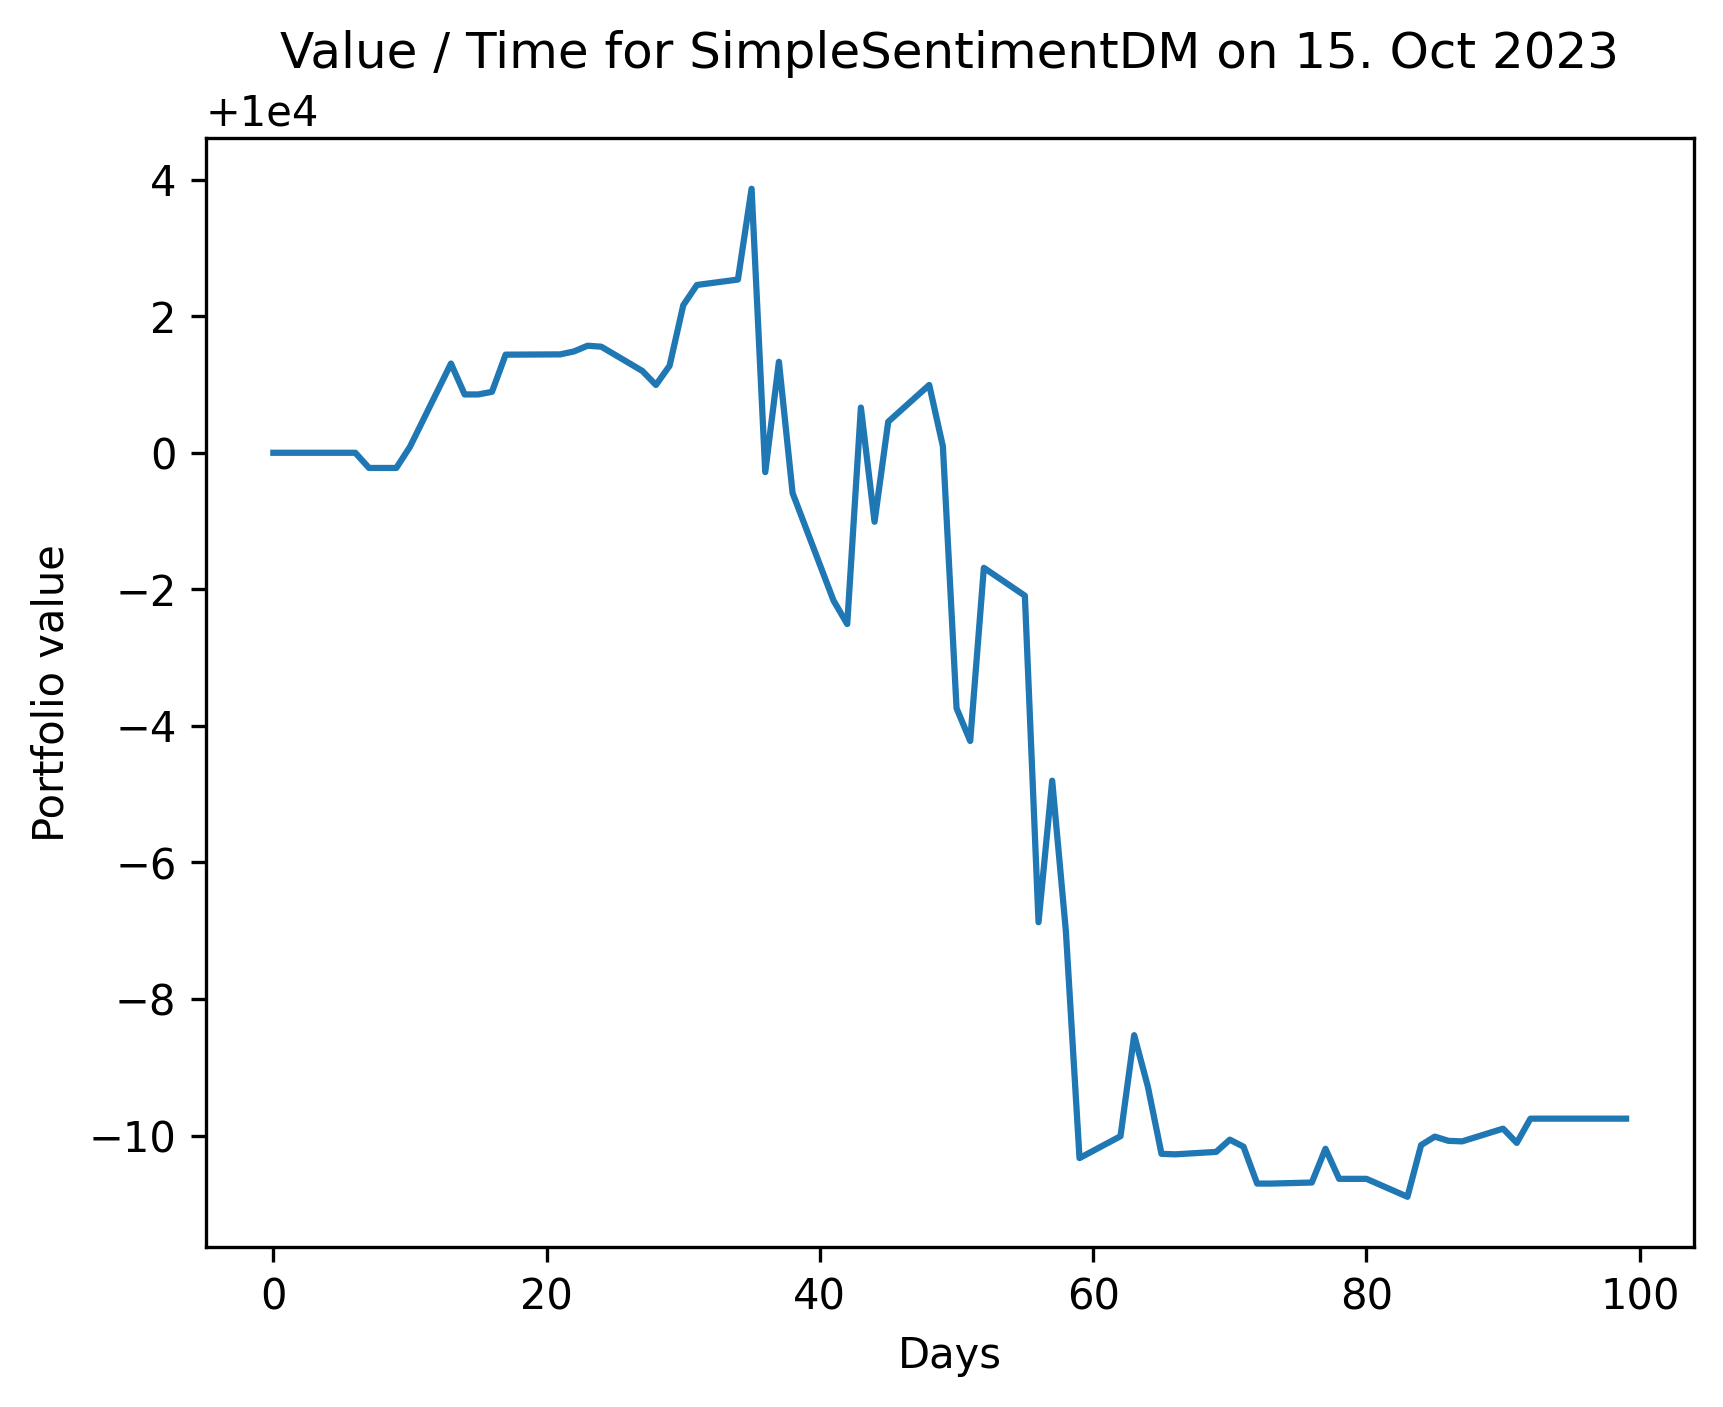 Value / Time for SimpleSentimentDM on 15. Oct 2023
+1e4
4
2
0
−2
−4
−6
−8
−10
Portfolio value
0 20 40 60 80 100
Days